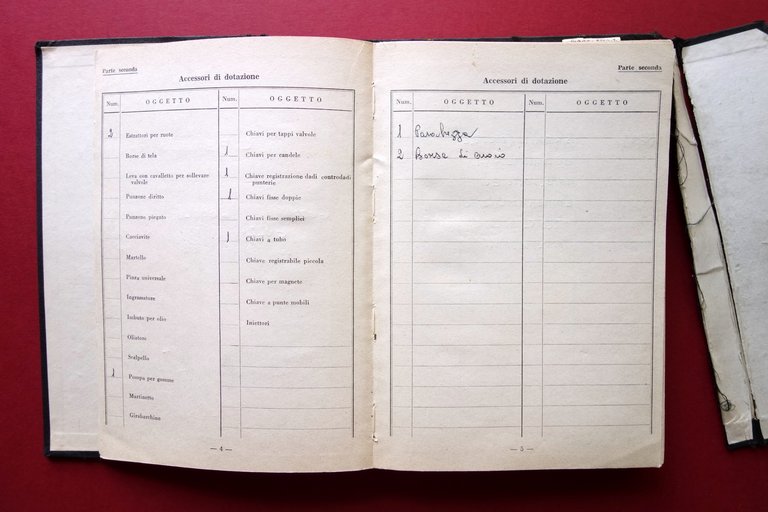 Parte seconda
Accessori di dotazione
Num. OGGETTO Num. OGGETTO
2 Estrattori per ruote
Borse di tela
Leva con cavalletto per sollevare
valvole
Punzone diritto
Punzone piegato
Cacciavite
Martello
Pinza universale
Ingrassatore
Imbuto per olio
Oliatore
Scalpello
1 Pompa per gomme
Martinetto
Girabacchino
Chiavi per tappi valvole
1 Chiavi per candele
1 Chiave registrazione dadi controdadi
punterie
1 Chiavi fisse doppie
Chiavi fisse semplici
1 Chiavi a tubo
Chiave registrabile piccola
Chiave per magnete
Chiave a punte mobili
Iniettori
— 4 —
Parte seconda
Accessori di dotazione
Num. OGGETTO Num. OGGETTO
1 Parabrezza
2 Borse di cuoio
— 5 —